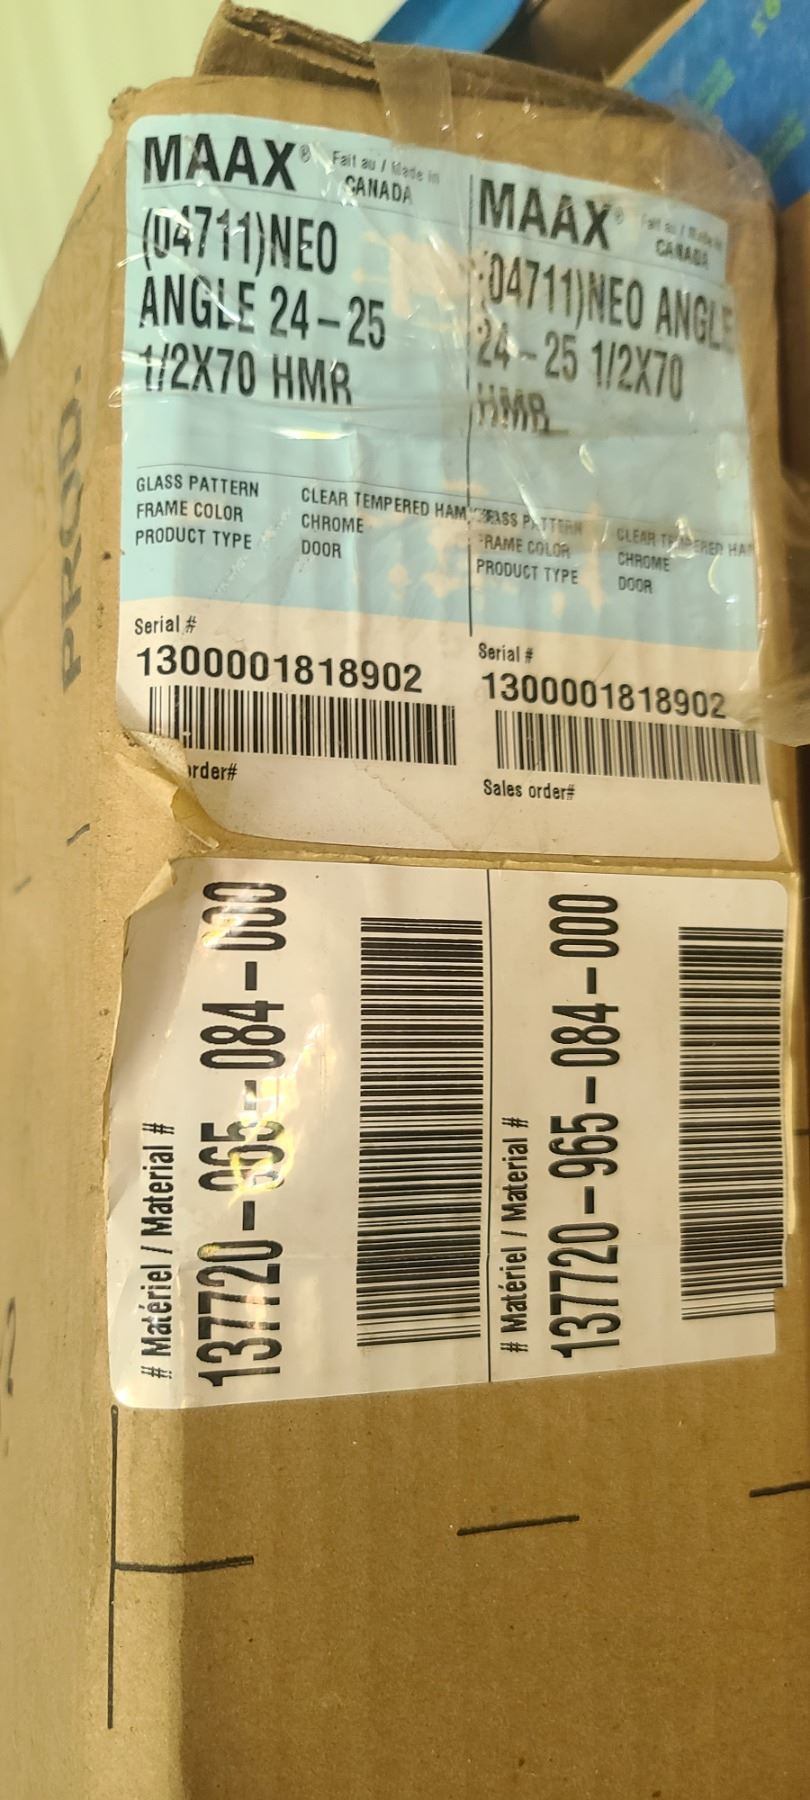 MAAX® Fait au / Made in
CANADA
(04711)NEO
ANGLE 24-25
1/2X70 HMR
GLASS PATTERN CLEAR TEMPERED HAM
FRAME COLOR CHROME
PRODUCT TYPE DOOR
Serial #
1300001818902
order#
MAAX® Fait au / Made in
CANADA
(04711)NEO ANGLE
24-25 1/2X70
HMR
GLASS PATTERN CLEAR TEMPERED HA
FRAME COLOR CHROME
PRODUCT TYPE DOOR
Serial #
1300001818902
Sales order#
# Matériel / Material #
137720-965-084-000
# Matériel / Material #
137720-965-084-000
PROD.